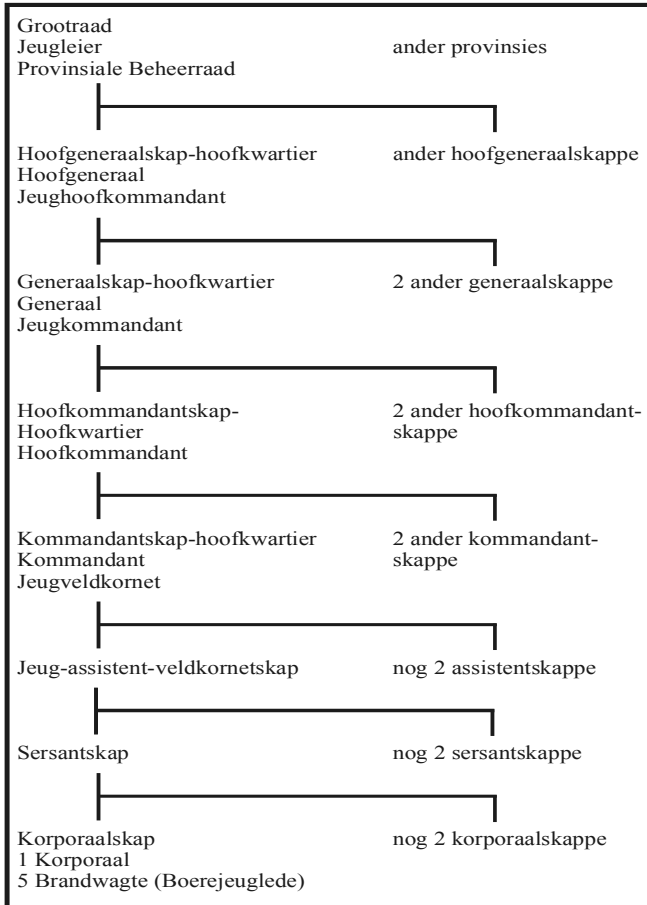 Grootraad
Jeugleier ander provinsies
Provinsiale Beheerraad
Hoofgeneraalskap-hoofkwartier ander hoofgeneraalskappe
Hoofgeneraal
Jeughoofkommandant
Generaalskap-hoofkwartier 2 ander generaalskappe
Generaal
Jeugkommandant
Hoofkommandantskap- 2 ander hoofkommandant-
Hoofkwartier skappe
Hoofkommandant
Kommandantskap-hoofkwartier 2 ander kommandant-
Kommandant skappe
Jeugveldkornet
Jeug-assistent-veldkornetskap nog 2 assistentskappe
Sersantskap nog 2 sersantskappe
Korporaalskap nog 2 korporaalskappe
1 Korporaal
5 Brandwagte (Boerejeuglede)